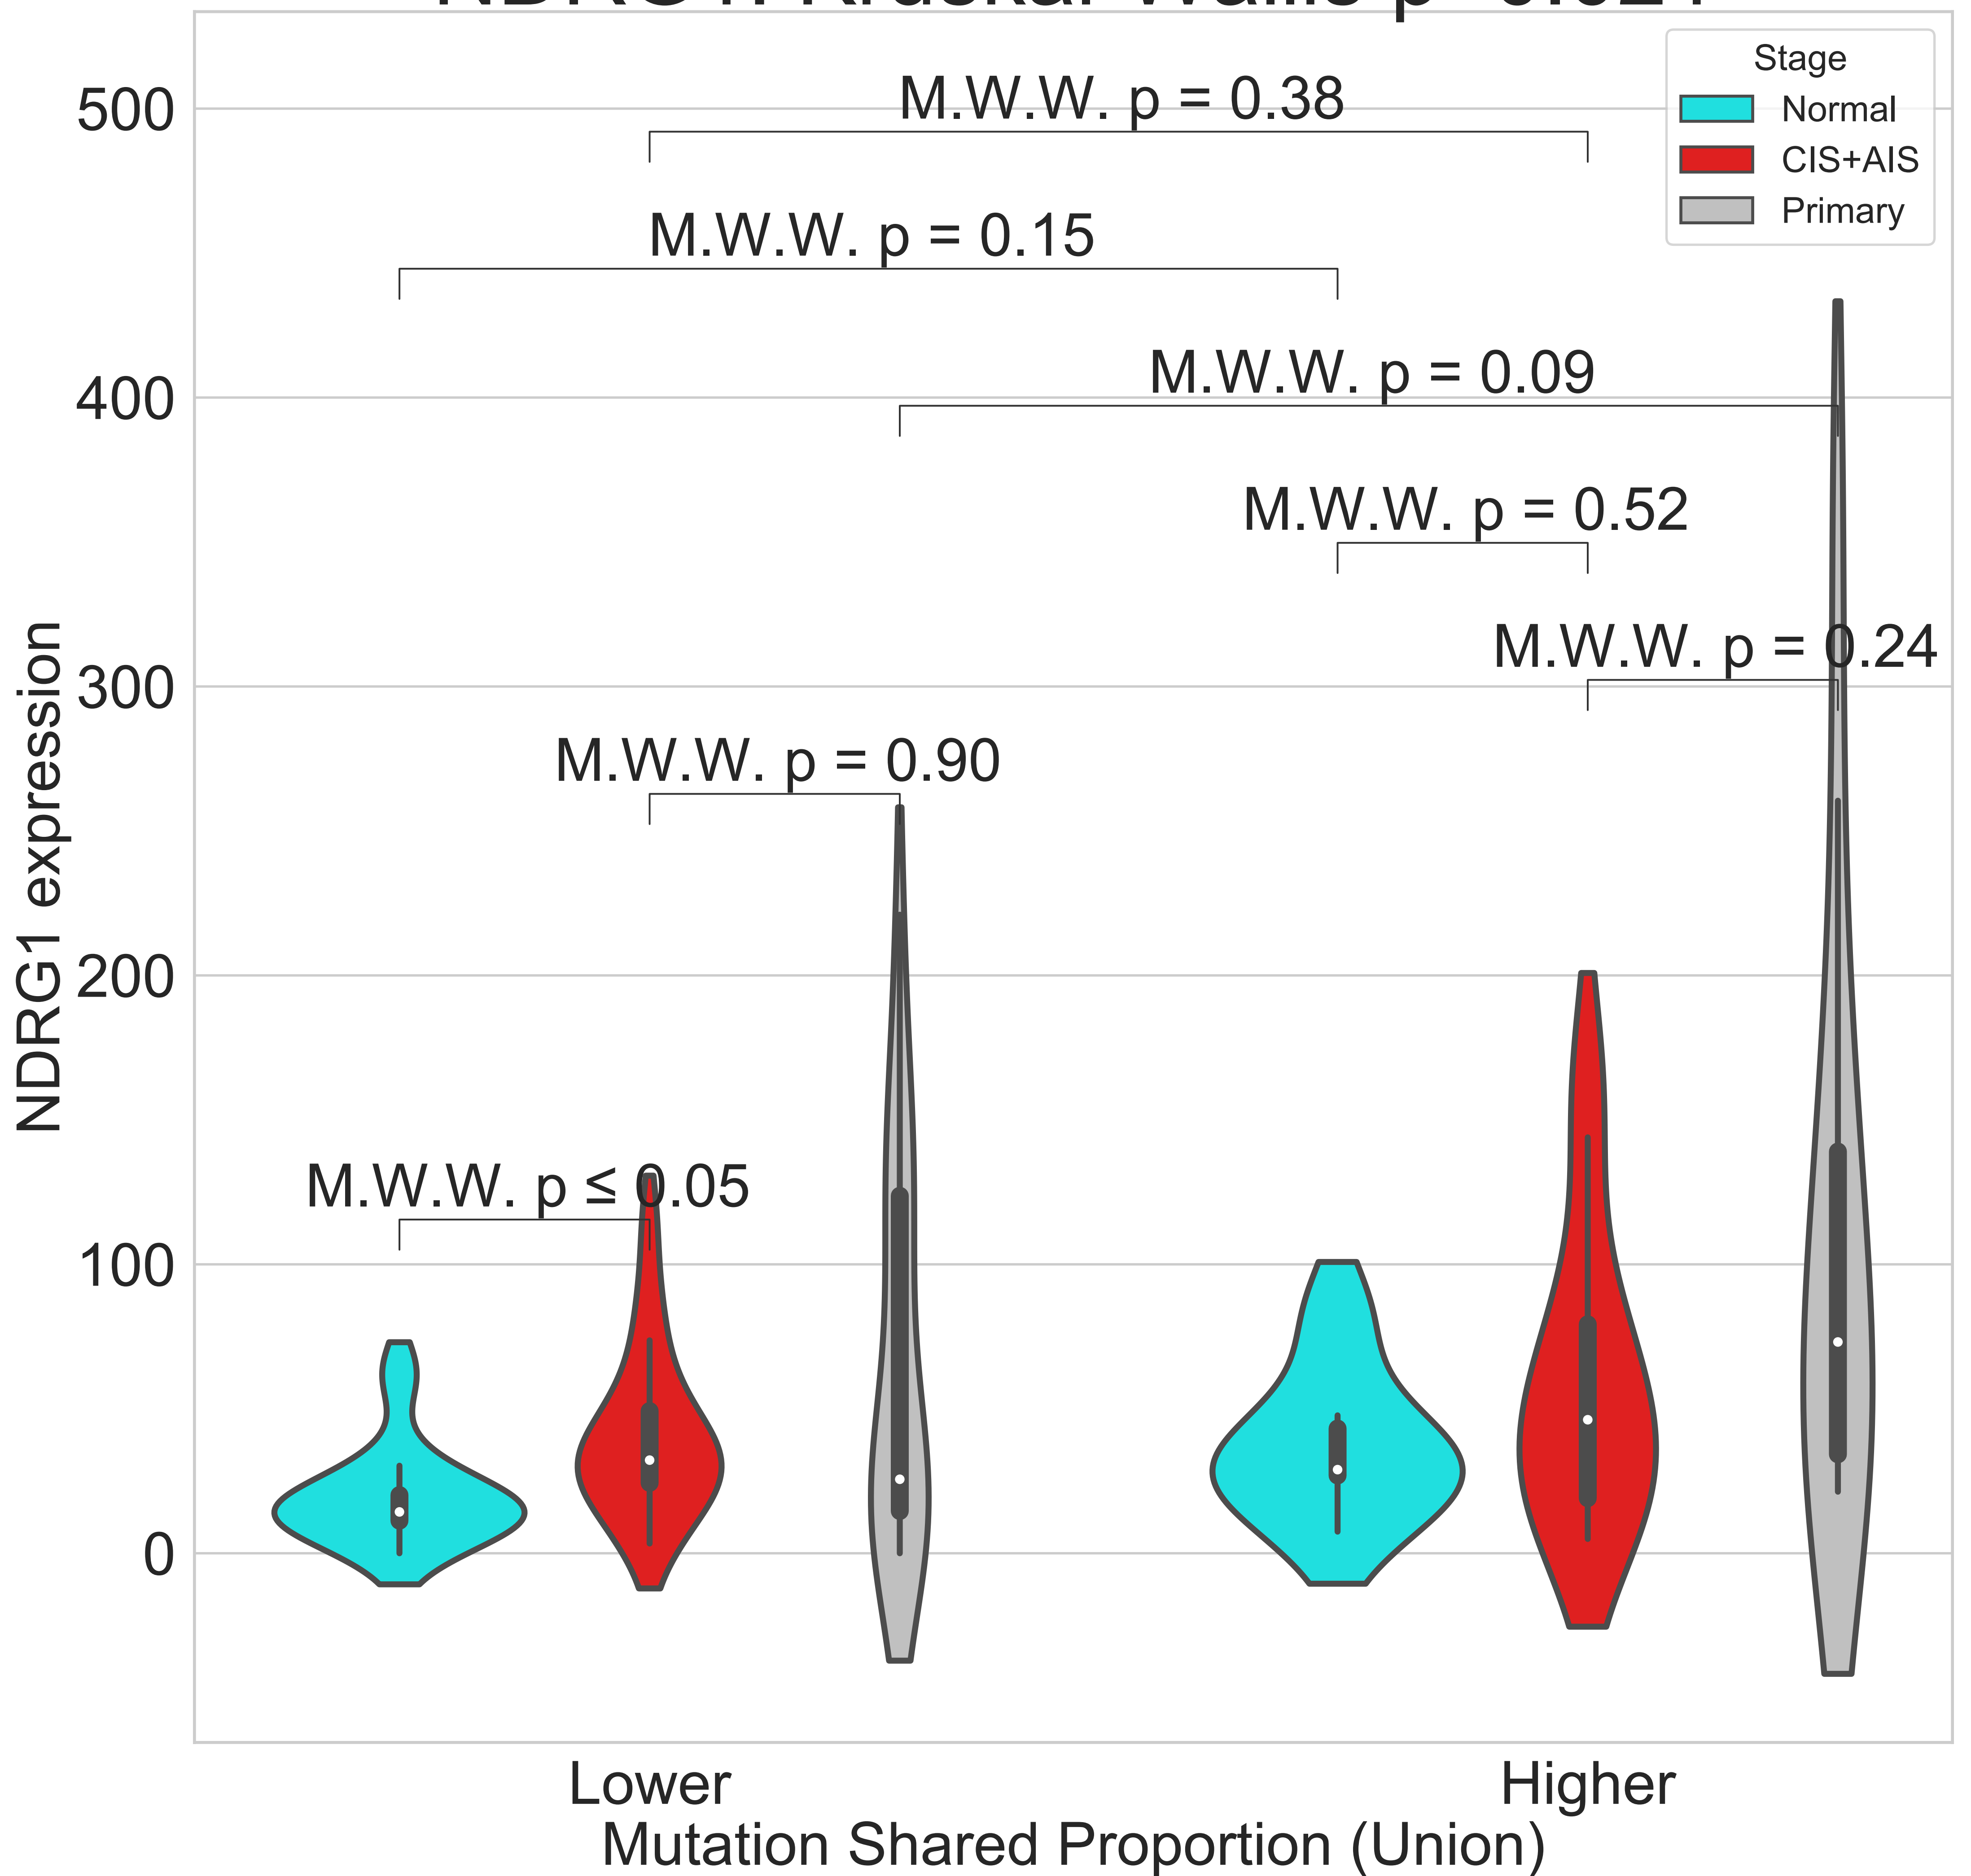 Stage
Normal
CIS+AIS
Primary
500
400
300
200
100
0
NDRG1 expression
M.W.W. p = 0.38
M.W.W. p = 0.15
M.W.W. p = 0.09
M.W.W. p = 0.52
M.W.W. p = 0.24
M.W.W. p = 0.90
M.W.W. p ≤ 0.05
Lower
Higher
Mutation Shared Proportion (Union)